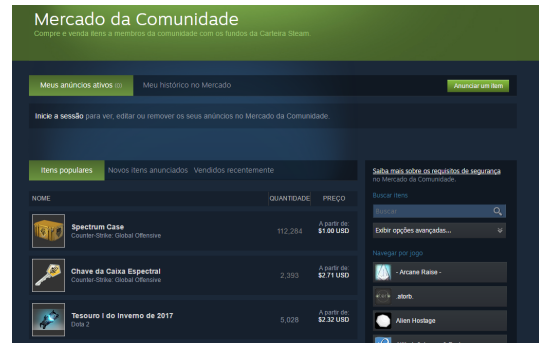 Mercado da Comunidade
Compre e venda itens a membros da comunidade com os fundos da Carteira Steam.
Meus anúncios ativos (0)
Meu histórico no Mercado
Anunciar um item
Inicie a sessão para ver, editar ou remover os seus anúncios no Mercado da Comunidade.
Itens populares
Novos itens anunciados
Vendidos recentemente
NOME
QUANTIDADE
PREÇO
Spectrum Case
Counter-Strike: Global Offensive
112,284
A partir de:
$1.00 USD
Chave da Caixa Espectral
Counter-Strike: Global Offensive
2,393
A partir de:
$2.71 USD
Tesouro I do Inverno de 2017
Dota 2
5,028
A partir de:
$2.32 USD
Saiba mais sobre os requisitos de segurança
no Mercado da Comunidade.
Buscar itens
Buscar
Exibir opções avançadas...
Navegar por jogo
- Arcane Raise -
.atorb.
Alien Hostage